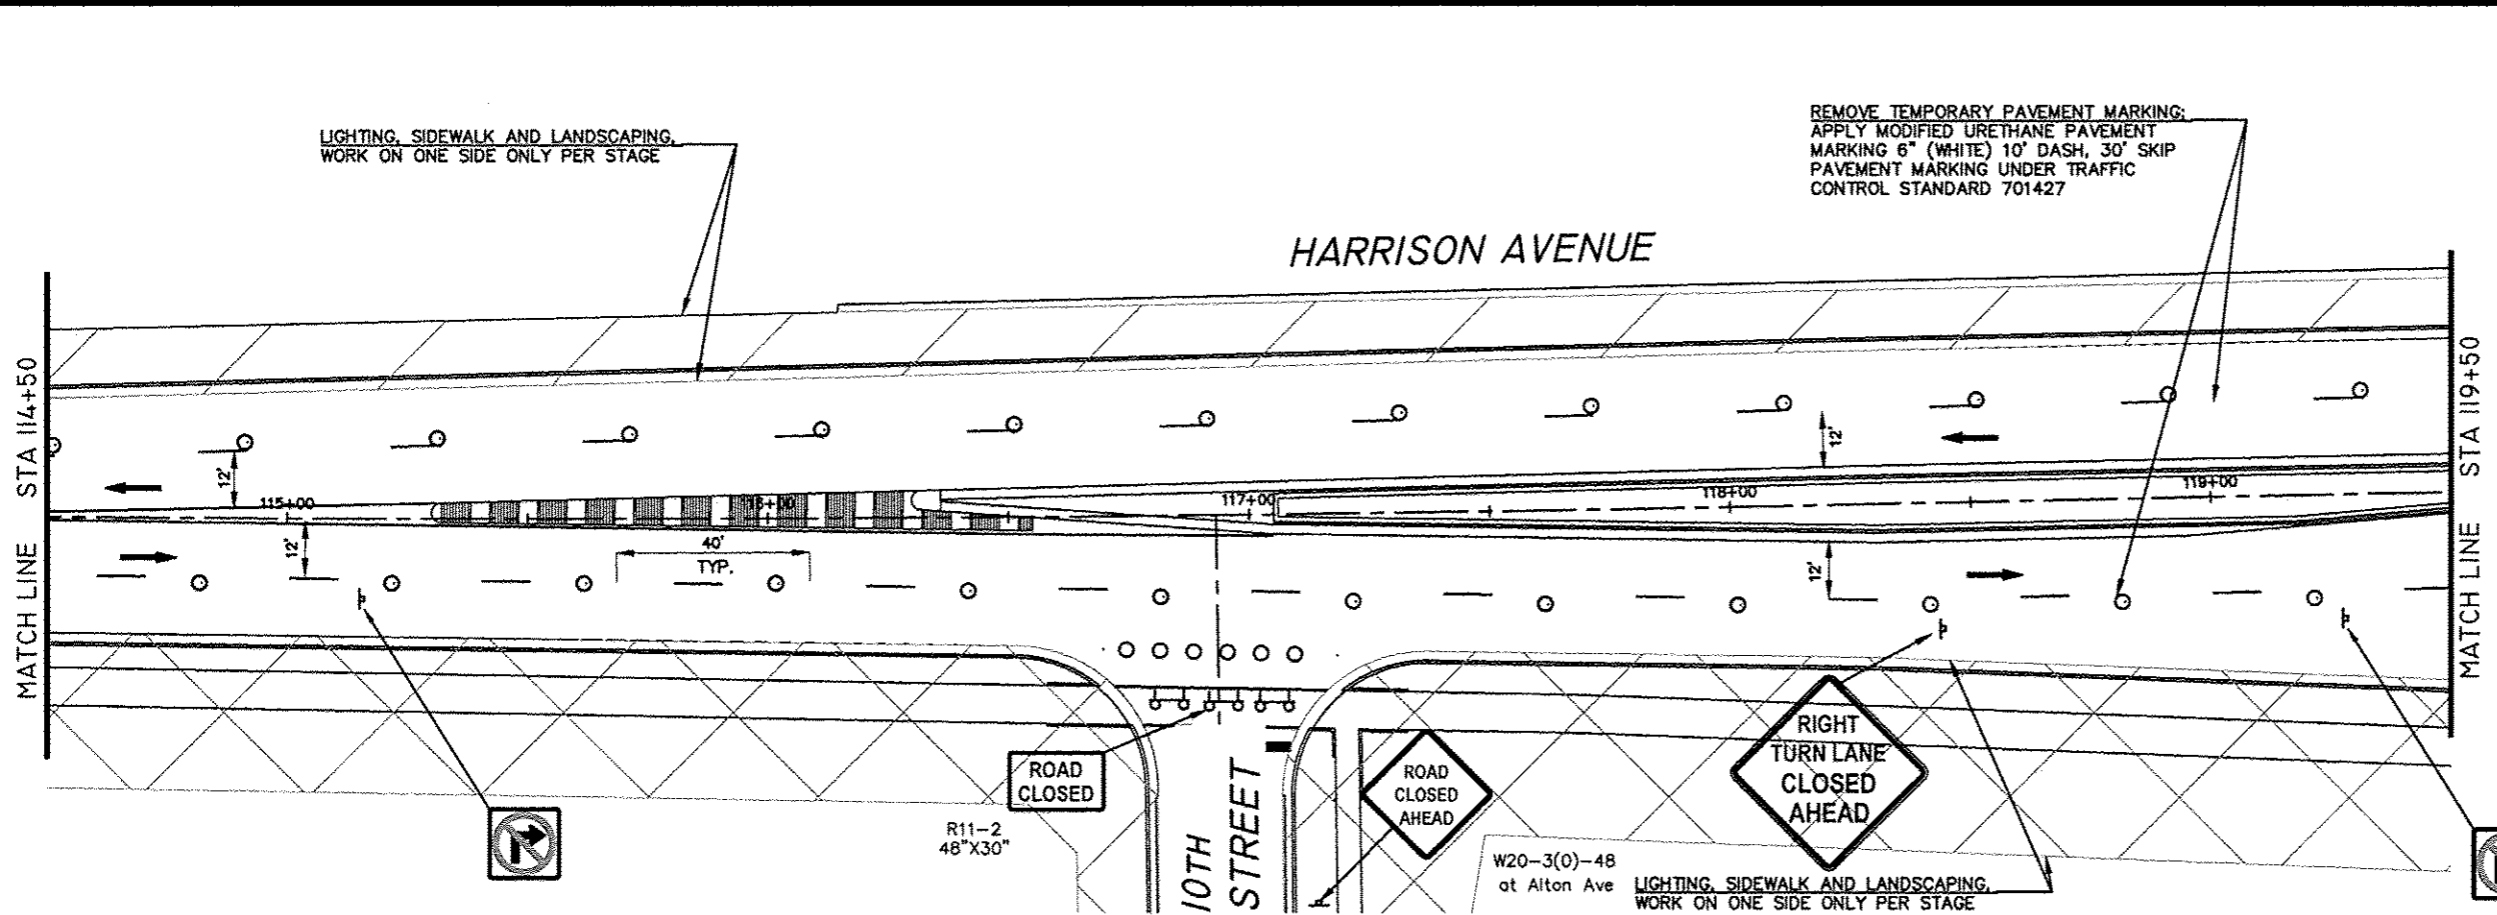 LIGHTING, SIDEWALK AND LANDSCAPING,
WORK ON ONE SIDE ONLY PER STAGE
REMOVE TEMPORARY PAVEMENT MARKING;
APPLY MODIFIED URETHANE PAVEMENT
MARKING 6" (WHITE) 10' DASH, 30' SKIP
PAVEMENT MARKING UNDER TRAFFIC
CONTROL STANDARD 701427
HARRISON AVENUE
MATCH LINE STA 114+50
MATCH LINE STA 119+50
12'
12'
115+00
116+00
117+00
118+00
119+00
12'
12'
40'
TYP.
ROAD
CLOSED
R11-2
48"X30"
10TH
STREET
ROAD
CLOSED
AHEAD
RIGHT
TURN LANE
CLOSED
AHEAD
W20-3(O)-48
at Alton Ave
LIGHTING, SIDEWALK AND LANDSCAPING,
WORK ON ONE SIDE ONLY PER STAGE